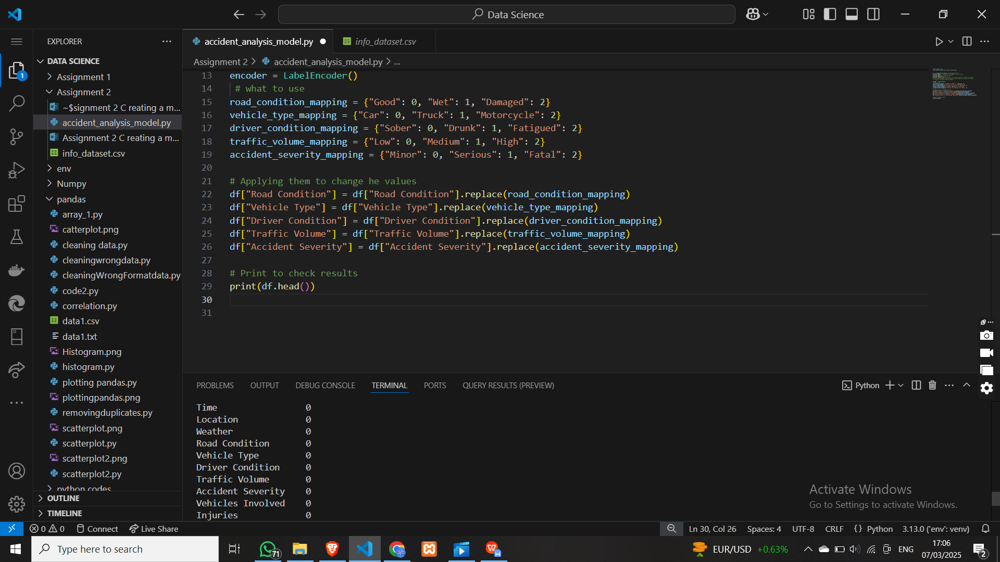 Data Science
EXPLORER
accident_analysis_model.py
info_dataset.csv
DATA SCIENCE
Assignment 1
Assignment 2
~$signment 2 C reating a m...
accident_analysis_model.py
Assignment 2 C reating a m...
info_dataset.csv
env
Numpy
pandas
array_1.py
catterplot.png
cleaning data.py
cleaningwrongdata.py
cleaningWrongFormatdata.py
code2.py
correlation.py
data1.csv
data1.txt
Histogram.png
histogram.py
plotting pandas.py
plottingpandas.png
removingduplicates.py
scatterplot.png
scatterplot.py
scatterplot2.png
scatterplot2.py
python codes
OUTLINE
TIMELINE
1
Assignment 2 > accident_analysis_model.py > ...
13 encoder = LabelEncoder()
14 # what to use
15 road_condition_mapping = {"Good": 0, "Wet": 1, "Damaged": 2}
16 vehicle_type_mapping = {"Car": 0, "Truck": 1, "Motorcycle": 2}
17 driver_condition_mapping = {"Sober": 0, "Drunk": 1, "Fatigued": 2}
18 traffic_volume_mapping = {"Low": 0, "Medium": 1, "High": 2}
19 accident_severity_mapping = {"Minor": 0, "Serious": 1, "Fatal": 2}
20
21 # Applying them to change he values
22 df["Road Condition"] = df["Road Condition"].replace(road_condition_mapping)
23 df["Vehicle Type"] = df["Vehicle Type"].replace(vehicle_type_mapping)
24 df["Driver Condition"] = df["Driver Condition"].replace(driver_condition_mapping)
25 df["Traffic Volume"] = df["Traffic Volume"].replace(traffic_volume_mapping)
26 df["Accident Severity"] = df["Accident Severity"].replace(accident_severity_mapping)
27
28 # Print to check results
29 print(df.head())
30
31
PROBLEMS OUTPUT DEBUG CONSOLE TERMINAL PORTS QUERY RESULTS (PREVIEW)
Python
Time 0
Location 0
Weather 0
Road Condition 0
Vehicle Type 0
Driver Condition 0
Traffic Volume 0
Accident Severity 0
Vehicles Involved 0
Injuries 0
Activate Windows
Go to Settings to activate Windows.
0 0 Connect Live Share
Ln 30, Col 26 Spaces: 4 UTF-8 CRLF {} Python 3.13.0 ('env': venv)
Type here to search
71
EUR/USD +0.63%
ENG
17:06
07/03/2025
2